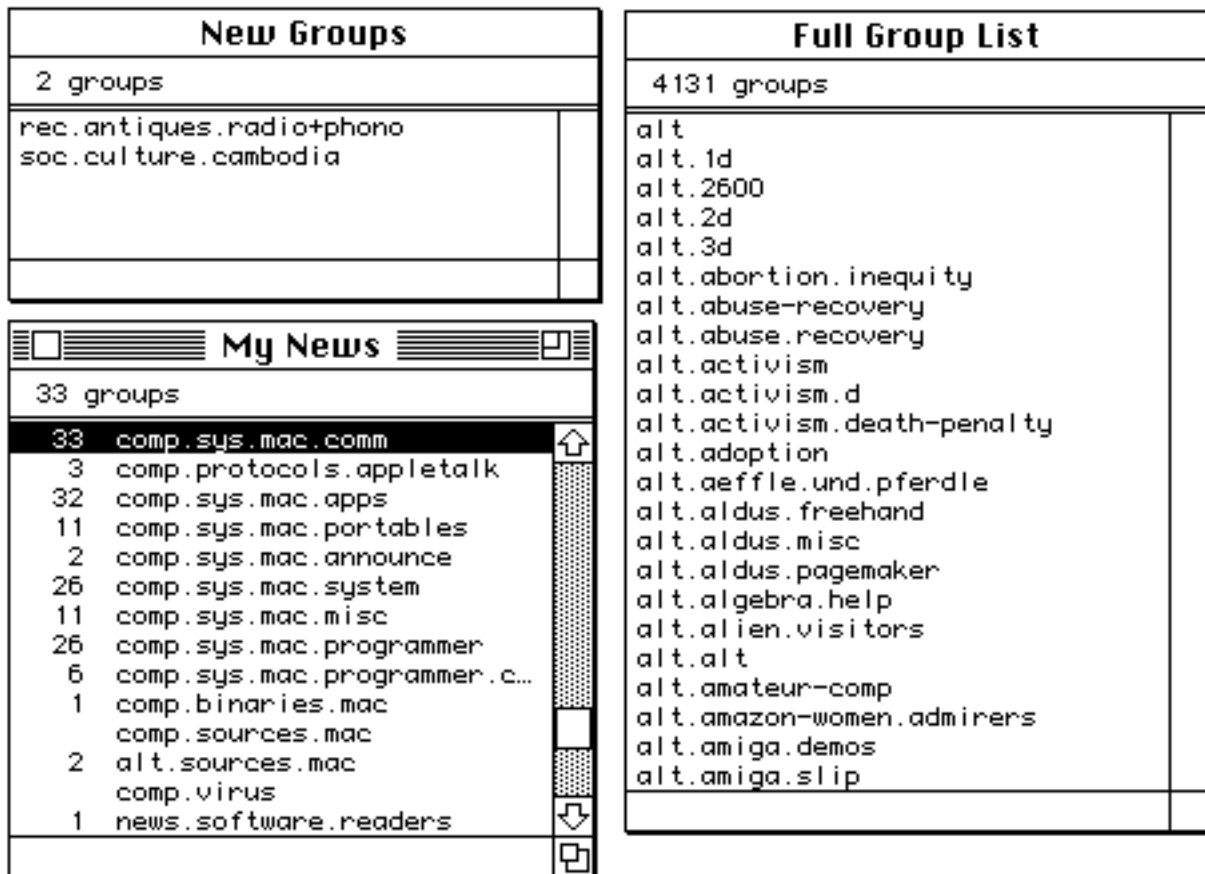 New Groups
2 groups
rec.antiques.radio+phono
soc.culture.cambodia
My News
33 groups
33 comp.sys.mac.comm
3 comp.protocols.appletalk
32 comp.sys.mac.apps
11 comp.sys.mac.portables
2 comp.sys.mac.announce
26 comp.sys.mac.system
11 comp.sys.mac.misc
26 comp.sys.mac.programmer
6 comp.sys.mac.programmer.c…
1 comp.binaries.mac
comp.sources.mac
2 alt.sources.mac
comp.virus
1 news.software.readers
Full Group List
4131 groups
alt
alt.1d
alt.2600
alt.2d
alt.3d
alt.abortion.inequity
alt.abuse-recovery
alt.abuse.recovery
alt.activism
alt.activism.d
alt.activism.death-penalty
alt.adoption
alt.aeffle.und.pferdle
alt.aldus.freehand
alt.aldus.misc
alt.aldus.pagemaker
alt.algebra.help
alt.alien.visitors
alt.alt
alt.amateur-comp
alt.amazon-women.admirers
alt.amiga.demos
alt.amiga.slip